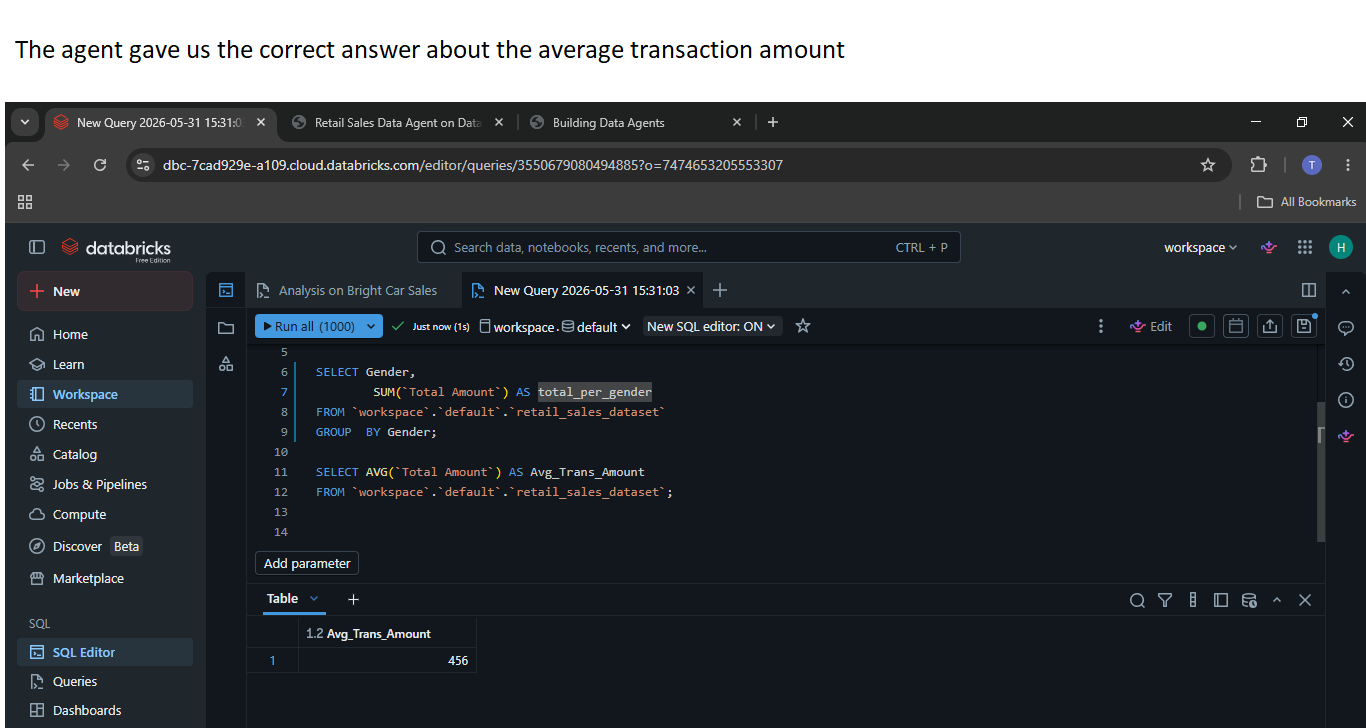 The agent gave us the correct answer about the average transaction amount
New Query 2026-05-31 15:31:0
Retail Sales Data Agent on Data
Building Data Agents
dbc-7cad929e-a109.cloud.databricks.com/editor/queries/3550679080494885?o=7474653205553307
T
All Bookmarks
databricks
Free Edition
Search data, notebooks, recents, and more...
CTRL + P
workspace
H
New
Analysis on Bright Car Sales
New Query 2026-05-31 15:31:03
Home
Run all (1000)
Just now (1s)
workspace.
default
New SQL editor: ON
Edit
Learn
Workspace
Recents
Catalog
Jobs & Pipelines
Compute
Discover
Beta
Marketplace
SQL
SQL Editor
Queries
Dashboards
5
6 SELECT Gender,
7 SUM(`Total Amount`) AS total_per_gender
8 FROM `workspace`.`default`.`retail_sales_dataset`
9 GROUP  BY Gender;
10
11 SELECT AVG(`Total Amount`) AS Avg_Trans_Amount
12 FROM `workspace`.`default`.`retail_sales_dataset`;
13
14
Add parameter
Table
1.2 Avg_Trans_Amount
1 456